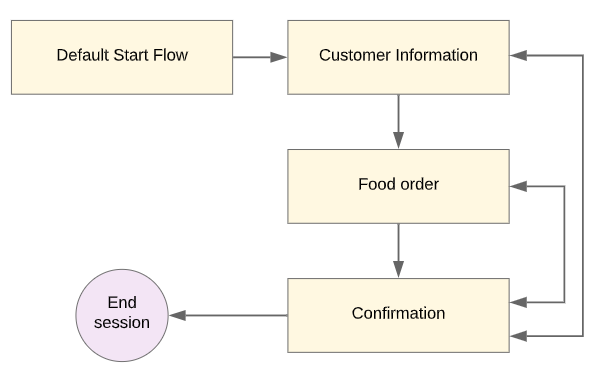 Default Start Flow
Customer Information
Food order
Confirmation
End
session